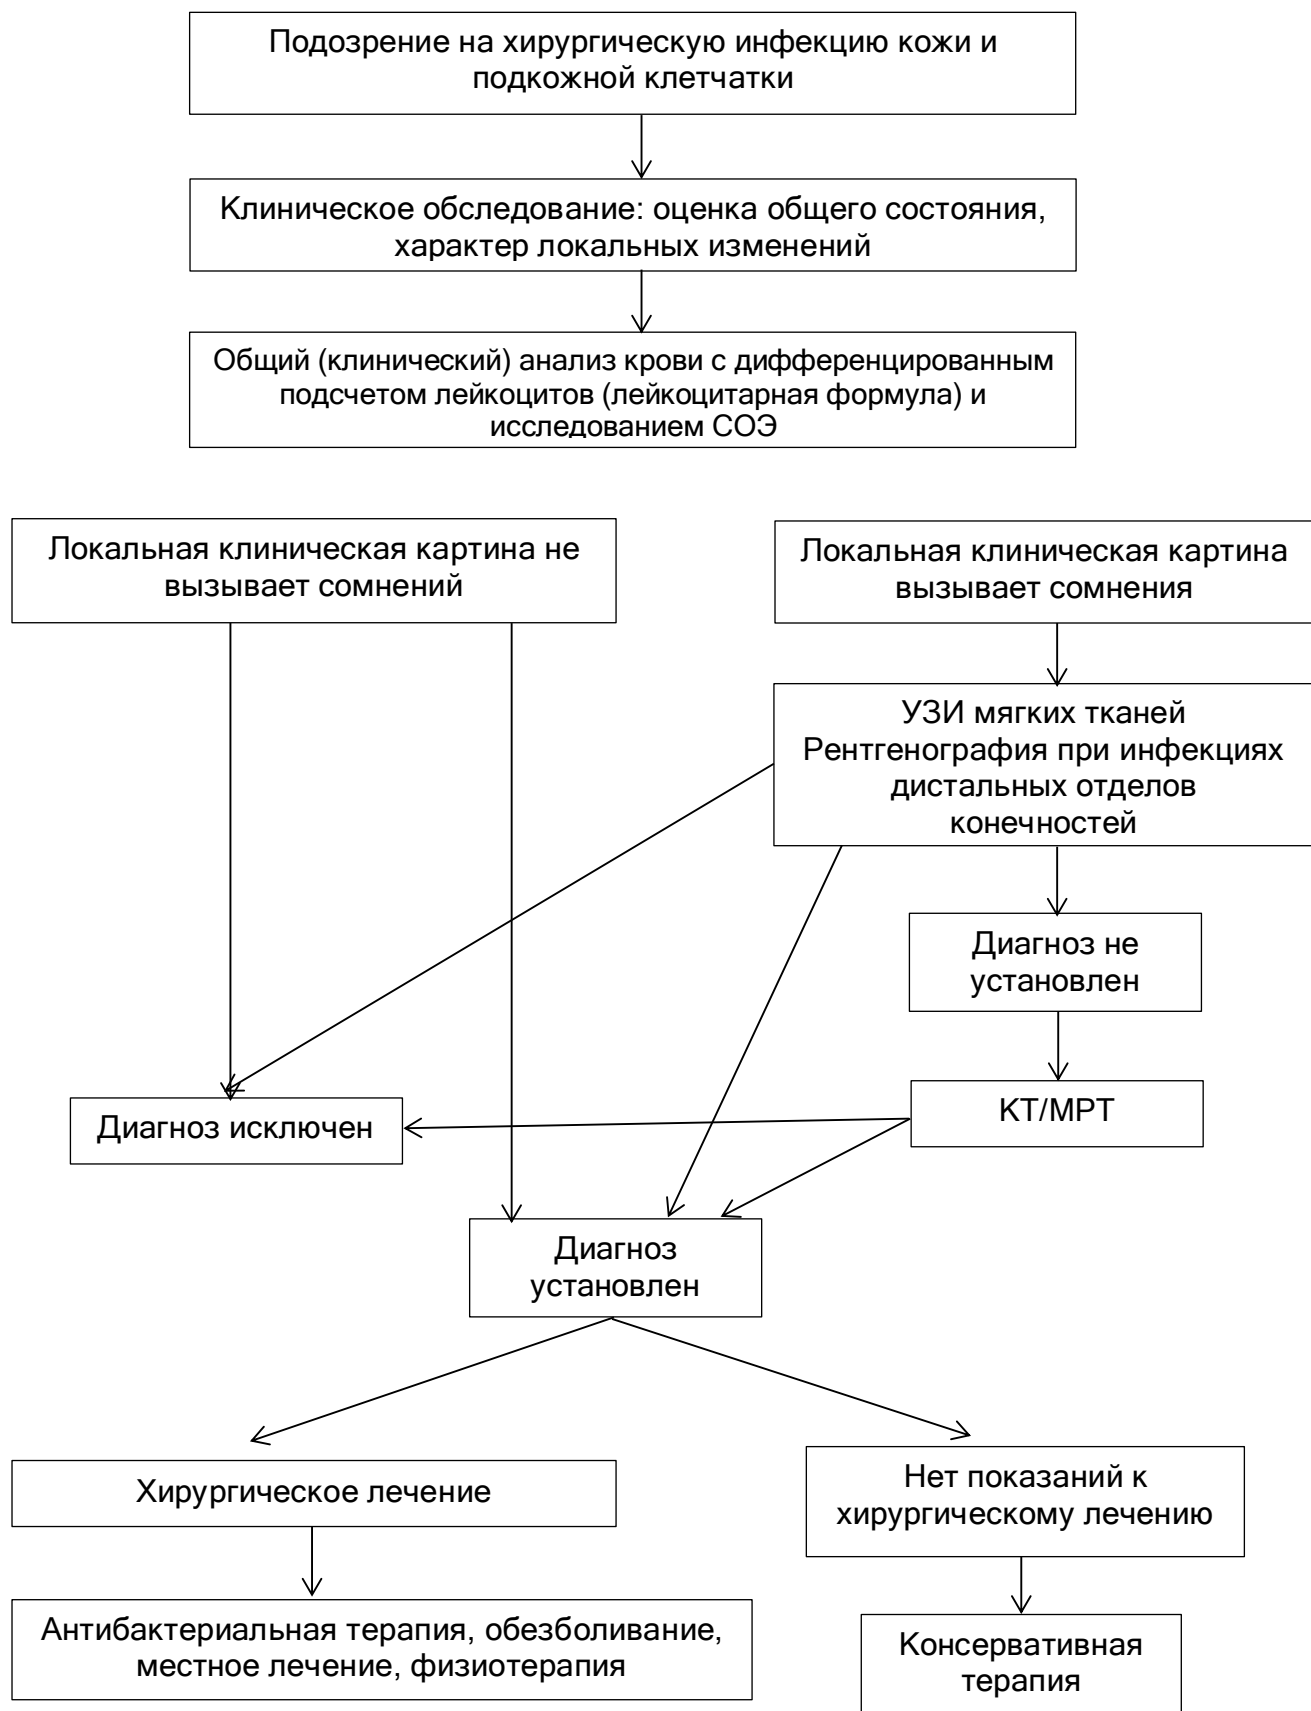 Подозрение на хирургическую инфекцию кожи и
подкожной клетчатки
Клиническое обследование: оценка общего состояния,
характер локальных изменений
Общий (клинический) анализ крови с дифференцированным
подсчетом лейкоцитов (лейкоцитарная формула) и
исследованием СОЭ
Локальная клиническая картина не
вызывает сомнений
Локальная клиническая картина
вызывает сомнения
УЗИ мягких тканей
Рентгенография при инфекциях
дистальных отделов
конечностей
Диагноз не
установлен
КТ/МРТ
Диагноз исключен
Диагноз
установлен
Хирургическое лечение
Нет показаний к
хирургическому лечению
Антибактериальная терапия, обезболивание,
местное лечение, физиотерапия
Консервативная
терапия